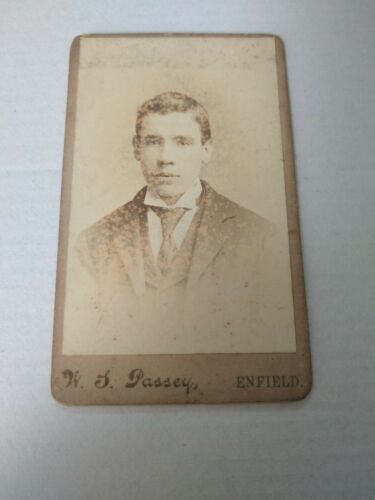 W. S. Passey, ENFIELD.